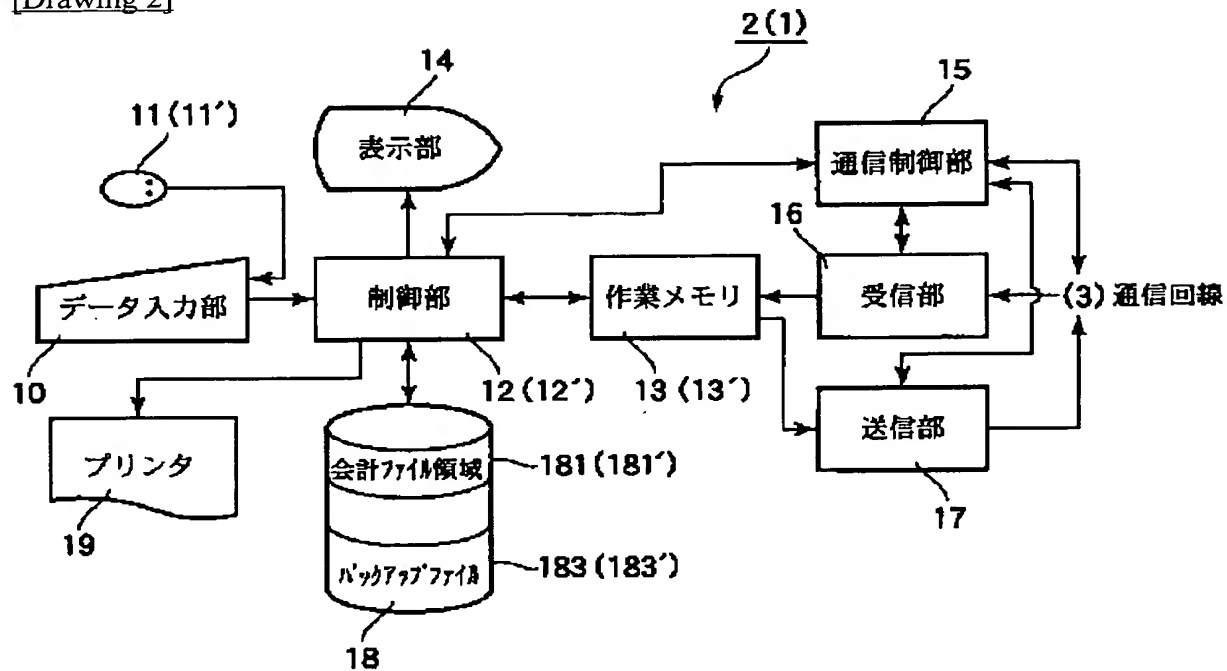 [Drawing 2]
2(1)
14
15
11(11´)
表示部
通信制御部
16
データ入力部
制御部
作業メモリ
受信部
(3)通信回線
10
12(12´)
13(13´)
送信部
プリンタ
会計ファイル領域
181(181´)
17
19
バックアップファイル
183(183´)
18